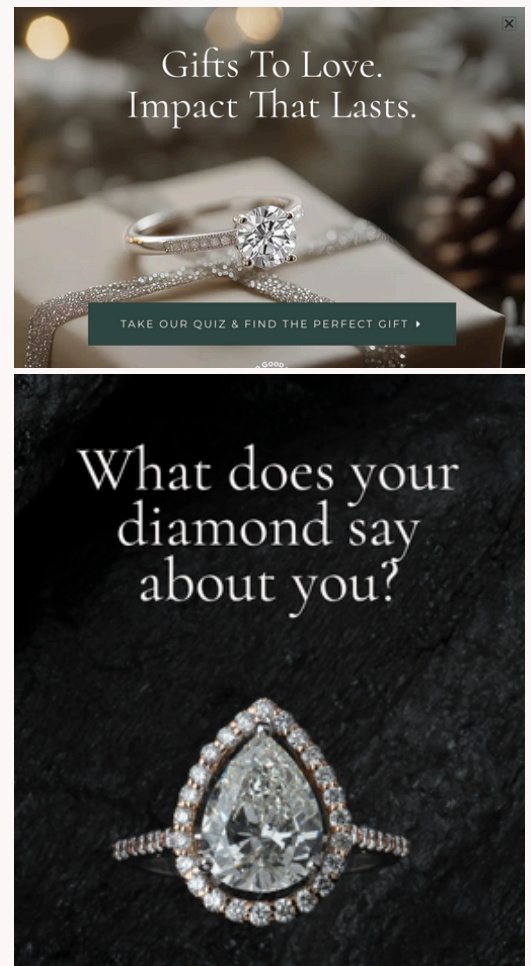 Gifts To Love.
Impact That Lasts.
TAKE OUR QUIZ & FIND THE PERFECT GIFT
GOOD
What does your
diamond say
about you?